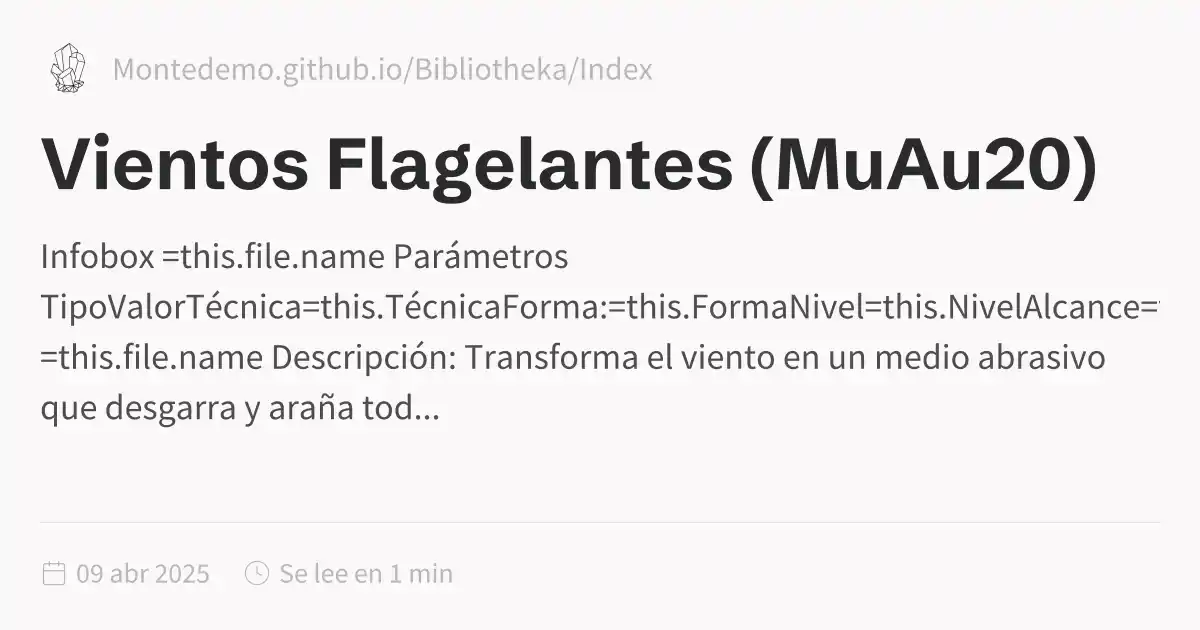 Montedemo.github.io/Bibliotheka/Index
Vientos Flagelantes (MuAu20)
Infobox =this.file.name Parámetros
TipoValorTécnica=this.TécnicaForma:=this.FormaNivel=this.NivelAlcance=
=this.file.name Descripción: Transforma el viento en un medio abrasivo
que desgarra y araña tod...
09 abr 2025 Se lee en 1 min